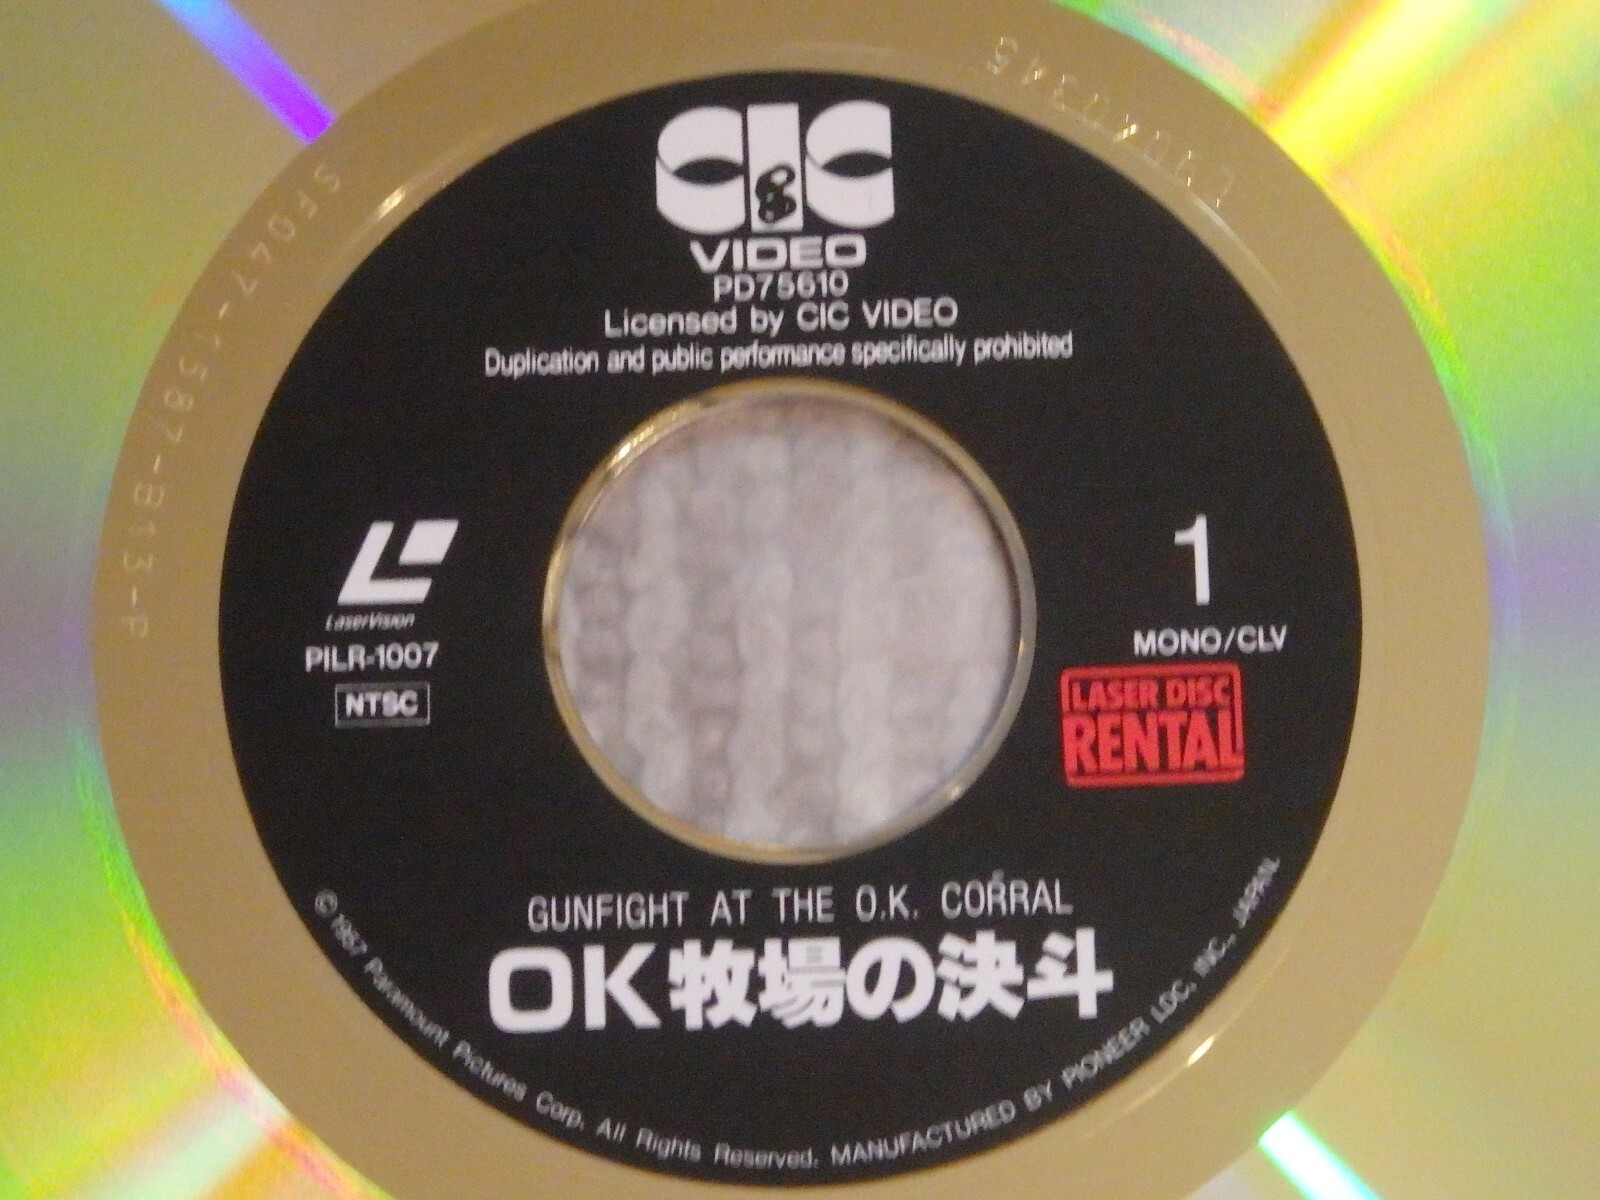 CIC
VIDEO
PD75610
Licensed by CIC VIDEO
Duplication and public performance specifically prohibited
LaserVision
PILR-1007
NTSC
1
MONO/CLV
LASER DISC
RENTAL
GUNFIGHT AT THE O.K. CORRAL
OK牧場の決斗
© 1957 Paramount Pictures Corp. All Rights Reserved. MANUFACTURED BY PIONEER LDC, INC., JAPAN
SF047-1587-B13-P